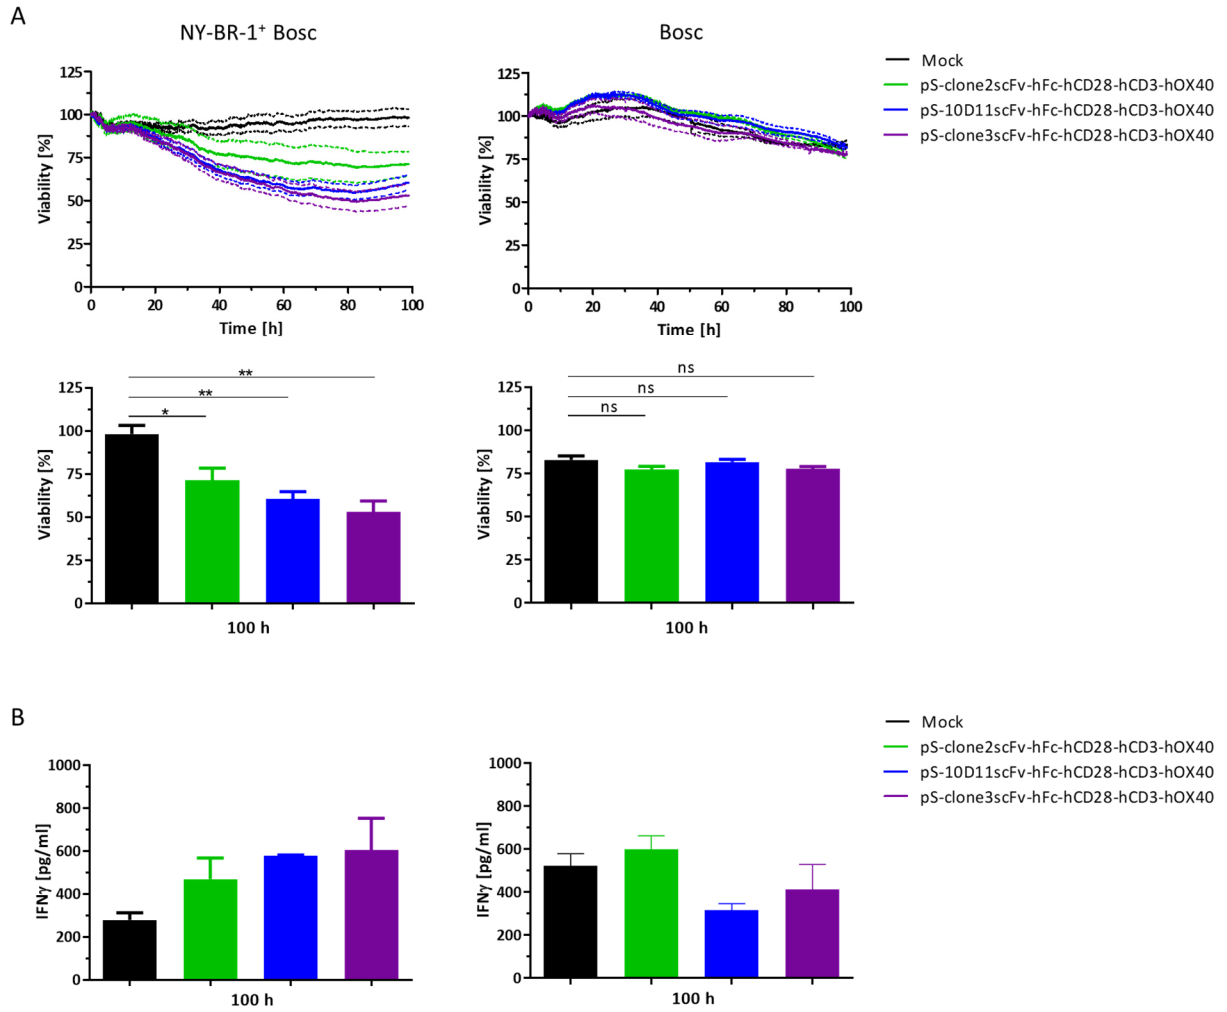 A
NY-BR-1+ Bosc
Bosc
Mock
pS-clone2scFv-hFc-hCD28-hCD3-hOX40
pS-10D11scFv-hFc-hCD28-hCD3-hOX40
pS-clone3scFv-hFc-hCD28-hCD3-hOX40
Viability [%]
125
100
75
50
25
0
0 20 40 60 80 100
Time [h]
Viability [%]
125
100
75
50
25
0
0 20 40 60 80 100
Time [h]
Viability [%]
125
100
75
50
25
0
**
**
*
100 h
Viability [%]
125
100
75
50
25
0
ns
ns
ns
100 h
B
Mock
pS-clone2scFv-hFc-hCD28-hCD3-hOX40
pS-10D11scFv-hFc-hCD28-hCD3-hOX40
pS-clone3scFv-hFc-hCD28-hCD3-hOX40
IFNγ [pg/ml]
1000
800
600
400
200
0
100 h
IFNγ [pg/ml]
1000
800
600
400
200
0
100 h